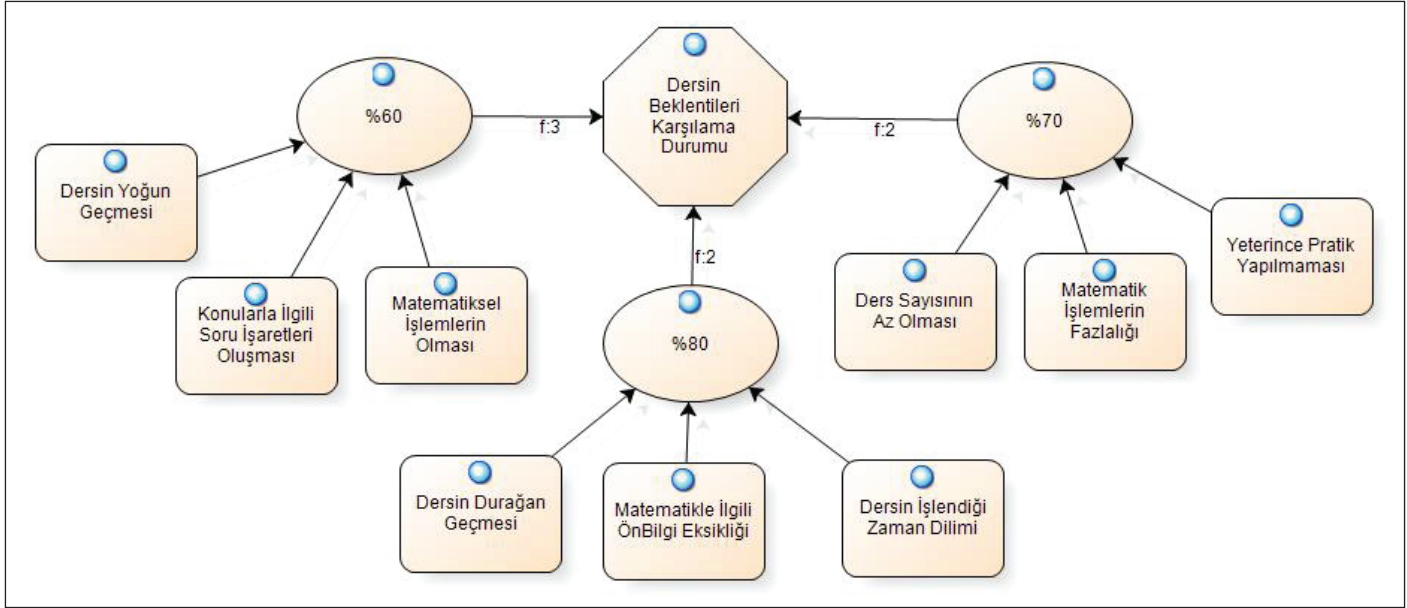 Dersin
Beklentileri
Karşılama
Durumu
%60
f:3
%70
f:2
Dersin Yoğun
Geçmesi
Konularla İlgili
Soru İşaretleri
Oluşması
Matematiksel
İşlemlerin
Olması
f:2
Ders Sayısının
Az Olması
Matematik
İşlemlerin
Fazlalığı
Yeterince Pratik
Yapılmaması
%80
Dersin Durağan
Geçmesi
Matematikle İlgili
ÖnBilgi Eksikliği
Dersin İşlendiği
Zaman Dilimi